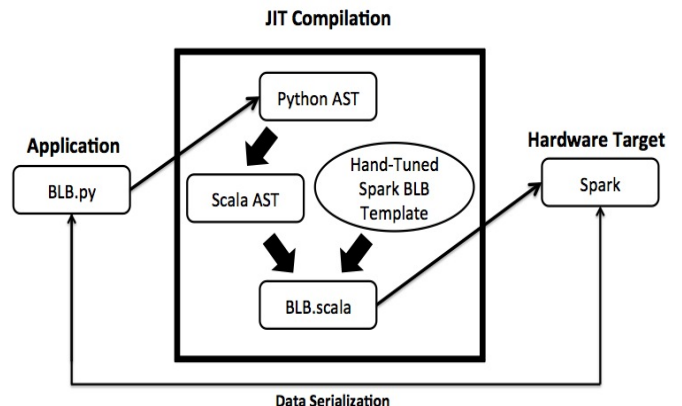 JIT Compilation
Python AST
Application
BLB.py
Scala AST
Hand-Tuned
Spark BLB
Template
Hardware Target
Spark
BLB.scala
Data Serialization